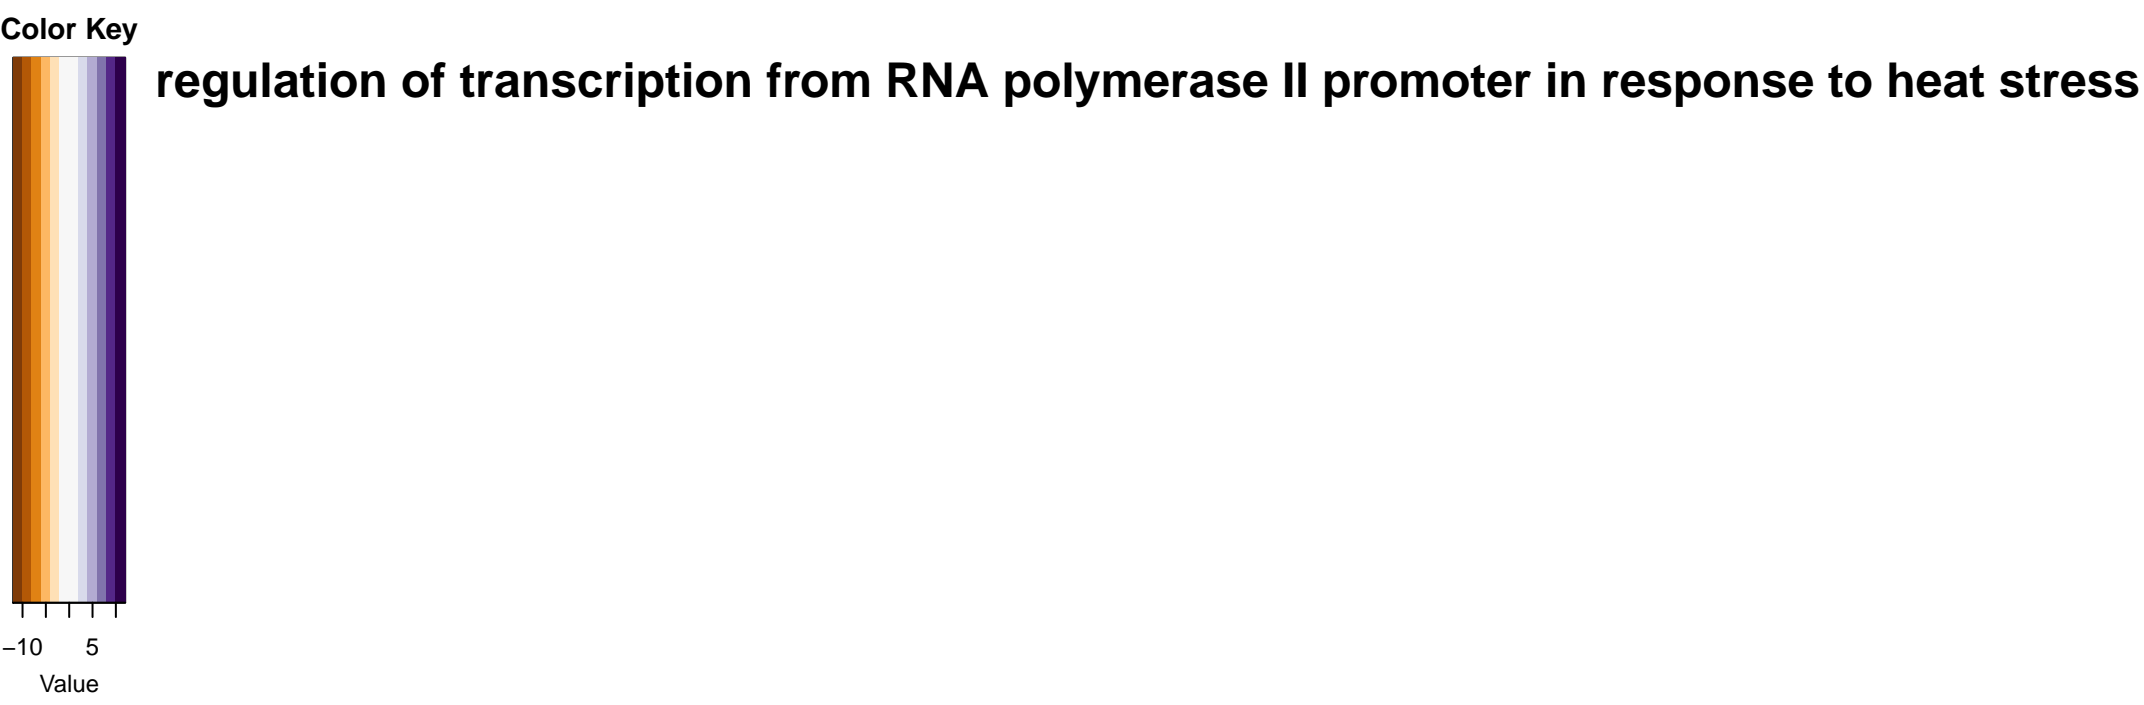 Color Key
regulation of transcription from RNA polymerase II promoter in response to heat stress
−10 5
Value